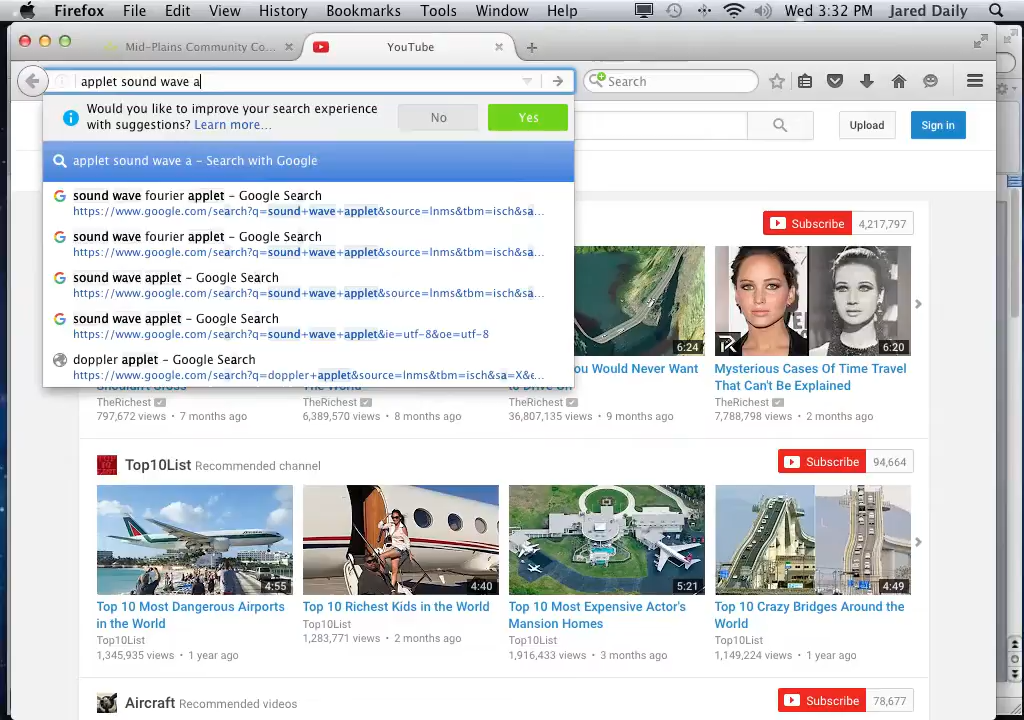 Firefox File Edit View History Bookmarks Tools Window Help Wed 3:32 PM Jared Daily
Mid-Plains Community Co... YouTube
applet sound wave a Search
Would you like to improve your search experience
with suggestions? Learn more... No Yes
Upload Sign in
applet sound wave a – Search with Google
sound wave fourier applet – Google Search
https://www.google.com/search?q=sound+wave+applet&source=lnms&tbm=isch&sa...
sound wave fourier applet – Google Search
https://www.google.com/search?q=sound+wave+applet&source=lnms&tbm=isch&sa...
sound wave applet – Google Search
https://www.google.com/search?q=sound+wave+applet&source=lnms&tbm=isch&sa...
sound wave applet – Google Search
https://www.google.com/search?q=sound+wave+applet&ie=utf-8&oe=utf-8
doppler applet – Google Search
https://www.google.com/search?q=doppler+applet&source=lnms&tbm=isch&sa=X&e...
Subscribe 4,217,797
6:24 6:20
ou Would Never Want Mysterious Cases Of Time Travel
Shouldn't Cross The World to Drive On That Can't Be Explained
TheRichest TheRichest TheRichest TheRichest
797,672 views • 7 months ago 6,389,570 views • 8 months ago 36,807,135 views • 9 months ago 7,788,798 views • 2 months ago
Top10List Recommended channel Subscribe 94,664
4:55 4:40 5:21 4:49
Top 10 Most Dangerous Airports Top 10 Richest Kids in the World Top 10 Most Expensive Actor's Top 10 Crazy Bridges Around the
in the World Mansion Homes World
Top10List Top10List Top10List Top10List
1,345,935 views • 1 year ago 1,283,771 views • 2 months ago 1,916,433 views • 3 months ago 1,149,224 views • 1 year ago
Aircraft Recommended videos Subscribe 78,677